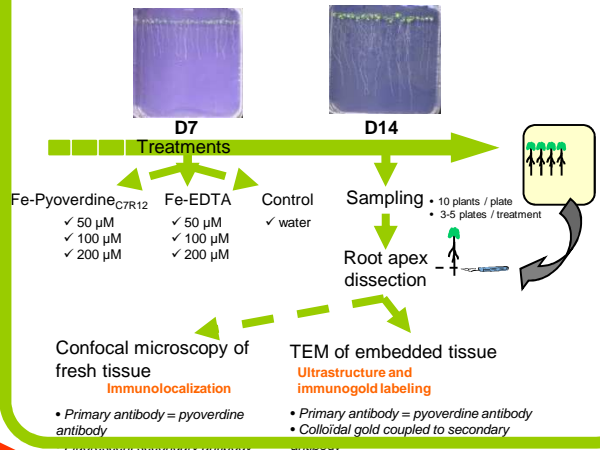 D7
D14
Treatments
Fe-PyoverdineC7R12
✓ 50 µM
✓ 100 µM
✓ 200 µM
Fe-EDTA
✓ 50 µM
✓ 100 µM
✓ 200 µM
Control
✓ water
Sampling
• 10 plants / plate
• 3-5 plates / treatment
Root apex
dissection
Confocal microscopy of
fresh tissue
Immunolocalization
• Primary antibody = pyoverdine
antibody
TEM of embedded tissue
Ultrastructure and
immunogold labeling
• Primary antibody = pyoverdine antibody
• Colloïdal gold coupled to secondary